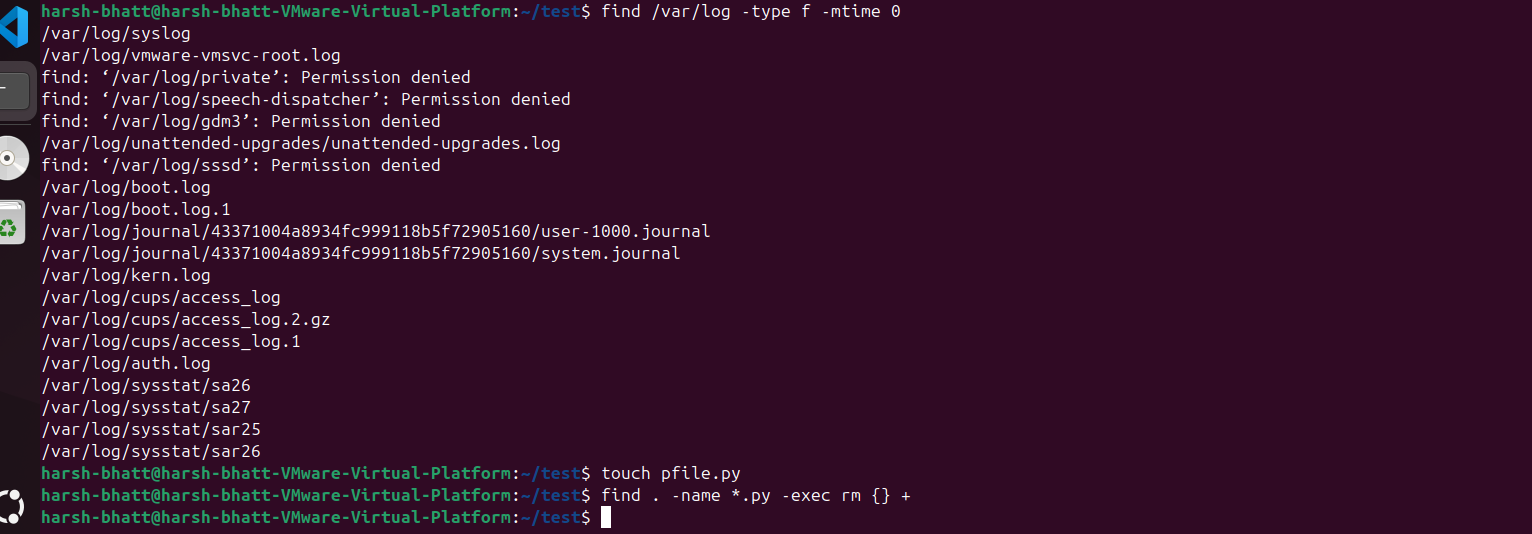 harsh-bhatt@harsh-bhatt-VMware-Virtual-Platform:~/test$ find /var/log -type f -mtime 0
/var/log/syslog
/var/log/vmware-vmsvc-root.log
find: ‘/var/log/private’: Permission denied
find: ‘/var/log/speech-dispatcher’: Permission denied
find: ‘/var/log/gdm3’: Permission denied
/var/log/unattended-upgrades/unattended-upgrades.log
find: ‘/var/log/sssd’: Permission denied
/var/log/boot.log
/var/log/boot.log.1
/var/log/journal/43371004a8934fc999118b5f72905160/user-1000.journal
/var/log/journal/43371004a8934fc999118b5f72905160/system.journal
/var/log/kern.log
/var/log/cups/access_log
/var/log/cups/access_log.2.gz
/var/log/cups/access_log.1
/var/log/auth.log
/var/log/sysstat/sa26
/var/log/sysstat/sa27
/var/log/sysstat/sar25
/var/log/sysstat/sar26
harsh-bhatt@harsh-bhatt-VMware-Virtual-Platform:~/test$ touch pfile.py
harsh-bhatt@harsh-bhatt-VMware-Virtual-Platform:~/test$ find . -name *.py -exec rm {} +
harsh-bhatt@harsh-bhatt-VMware-Virtual-Platform:~/test$